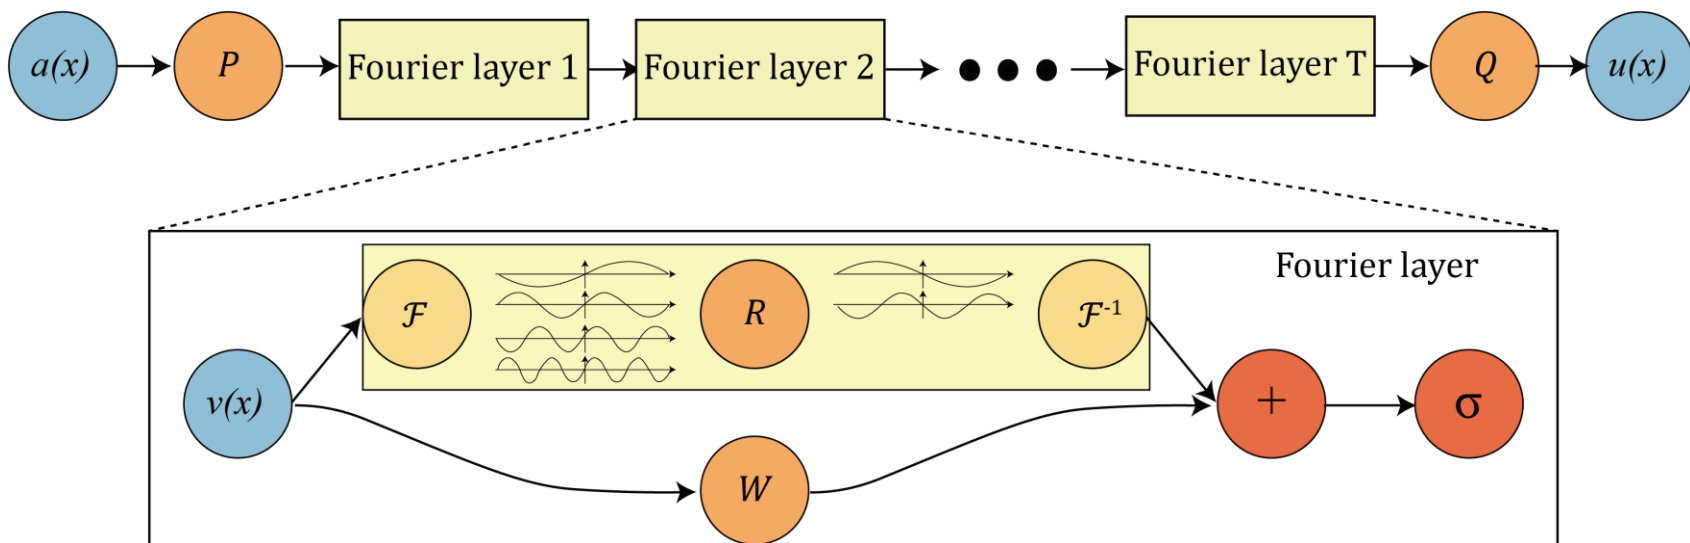 a(x) P Fourier layer 1 Fourier layer 2 ●●● Fourier layer T Q u(x)
Fourier layer
ℱ R ℱ⁻¹
v(x) + σ
W